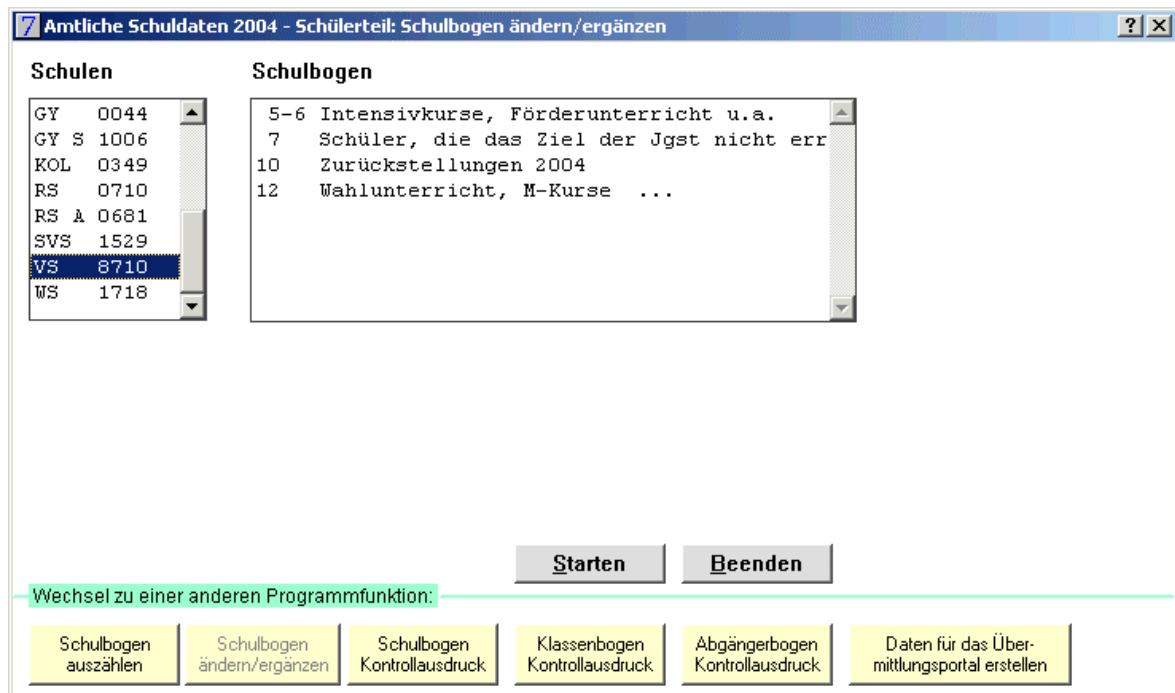 7 Amtliche Schuldaten 2004 - Schülerteil: Schulbogen ändern/ergänzen
Schulen
GY 0044
GY S 1006
KOL 0349
RS 0710
RS A 0681
SVS 1529
VS 8710
WS 1718
Schulbogen
5-6 Intensivkurse, Förderunterricht u.a.
7 Schüler, die das Ziel der Jgst nicht err
10 Zurückstellungen 2004
12 Wahlunterricht, M-Kurse ...
Starten
Beenden
Wechsel zu einer anderen Programmfunktion:
Schulbogen
auszählen
Schulbogen
ändern/ergänzen
Schulbogen
Kontrollausdruck
Klassenbogen
Kontrollausdruck
Abgängerbogen
Kontrollausdruck
Daten für das Über-
mittlungsportal erstellen